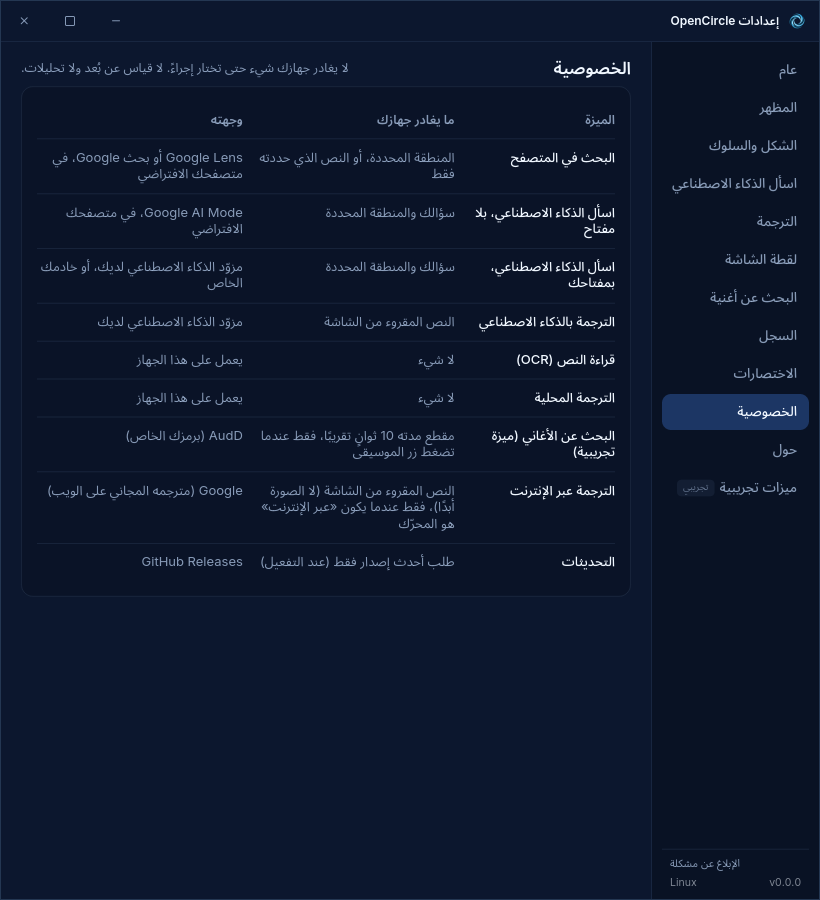 إعدادات OpenCircle
عام
المظهر
الشكل والسلوك
اسأل الذكاء الاصطناعي
الترجمة
لقطة الشاشة
البحث عن أغنية
السجل
الاختصارات
الخصوصية
حول
ميزات تجريبية تجريبي
الإبلاغ عن مشكلة
v0.0.0 Linux
الخصوصية
لا يغادر جهازك شيء حتى تختار إجراءً. لا قياس عن بُعد ولا تحليلات.
الميزة ما يغادر جهازك وجهته
البحث في المتصفح
المنطقة المحددة، أو النص الذي حددته
فقط
Google Lens أو بحث Google، في
متصفحك الافتراضي
اسأل الذكاء الاصطناعي، بلا
مفتاح
سؤالك والمنطقة المحددة
Google AI Mode، في متصفحك
الافتراضي
اسأل الذكاء الاصطناعي،
بمفتاحك
سؤالك والمنطقة المحددة
مزوّد الذكاء الاصطناعي لديك، أو خادمك
الخاص
الترجمة بالذكاء الاصطناعي
النص المقروء من الشاشة
مزوّد الذكاء الاصطناعي لديك
قراءة النص (OCR)
لا شيء
يعمل على هذا الجهاز
الترجمة المحلية
لا شيء
يعمل على هذا الجهاز
البحث عن الأغاني (ميزة
تجريبية)
مقطع مدته 10 ثوانٍ تقريبًا، فقط عندما
تضغط زر الموسيقى
AudD (برمزك الخاص)
الترجمة عبر الإنترنت
النص المقروء من الشاشة (لا الصورة
أبدًا)، فقط عندما يكون «عبر الإنترنت»
هو المحرّك
Google (مترجمه المجاني على الويب)
التحديثات
طلب أحدث إصدار فقط (عند التفعيل)
GitHub Releases